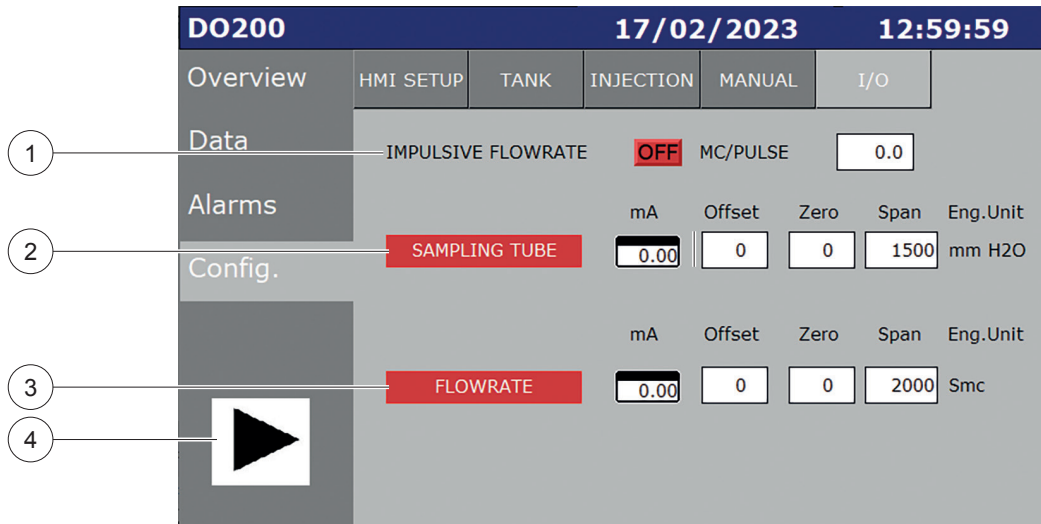 DO200 17/02/2023 12:59:59
Overview HMI SETUP TANK INJECTION MANUAL I/O
Data
1 IMPULSIVE FLOWRATE OFF MC/PULSE 0.0
Alarms
mA Offset Zero Span Eng.Unit
2 SAMPLING TUBE 0.00 0 0 1500 mm H2O
Config.
mA Offset Zero Span Eng.Unit
3 FLOWRATE 0.00 0 0 2000 Smc
4